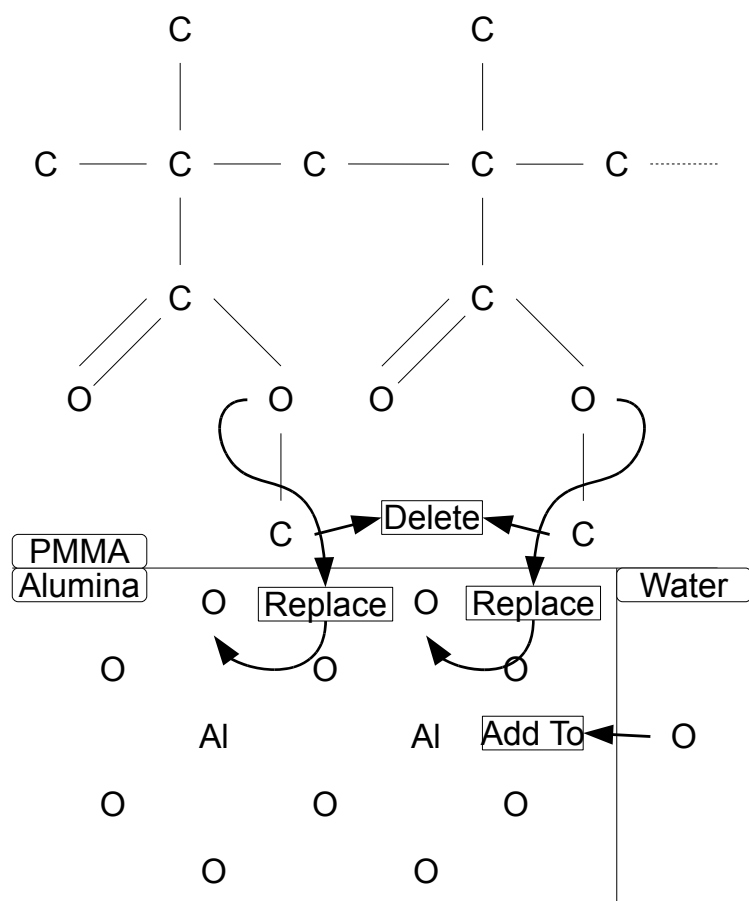 C C
C C C C C
C C
O O O O
C Delete C
PMMA
Alumina O Replace O Replace Water
O O O
Al Al Add To O
O O O
O O